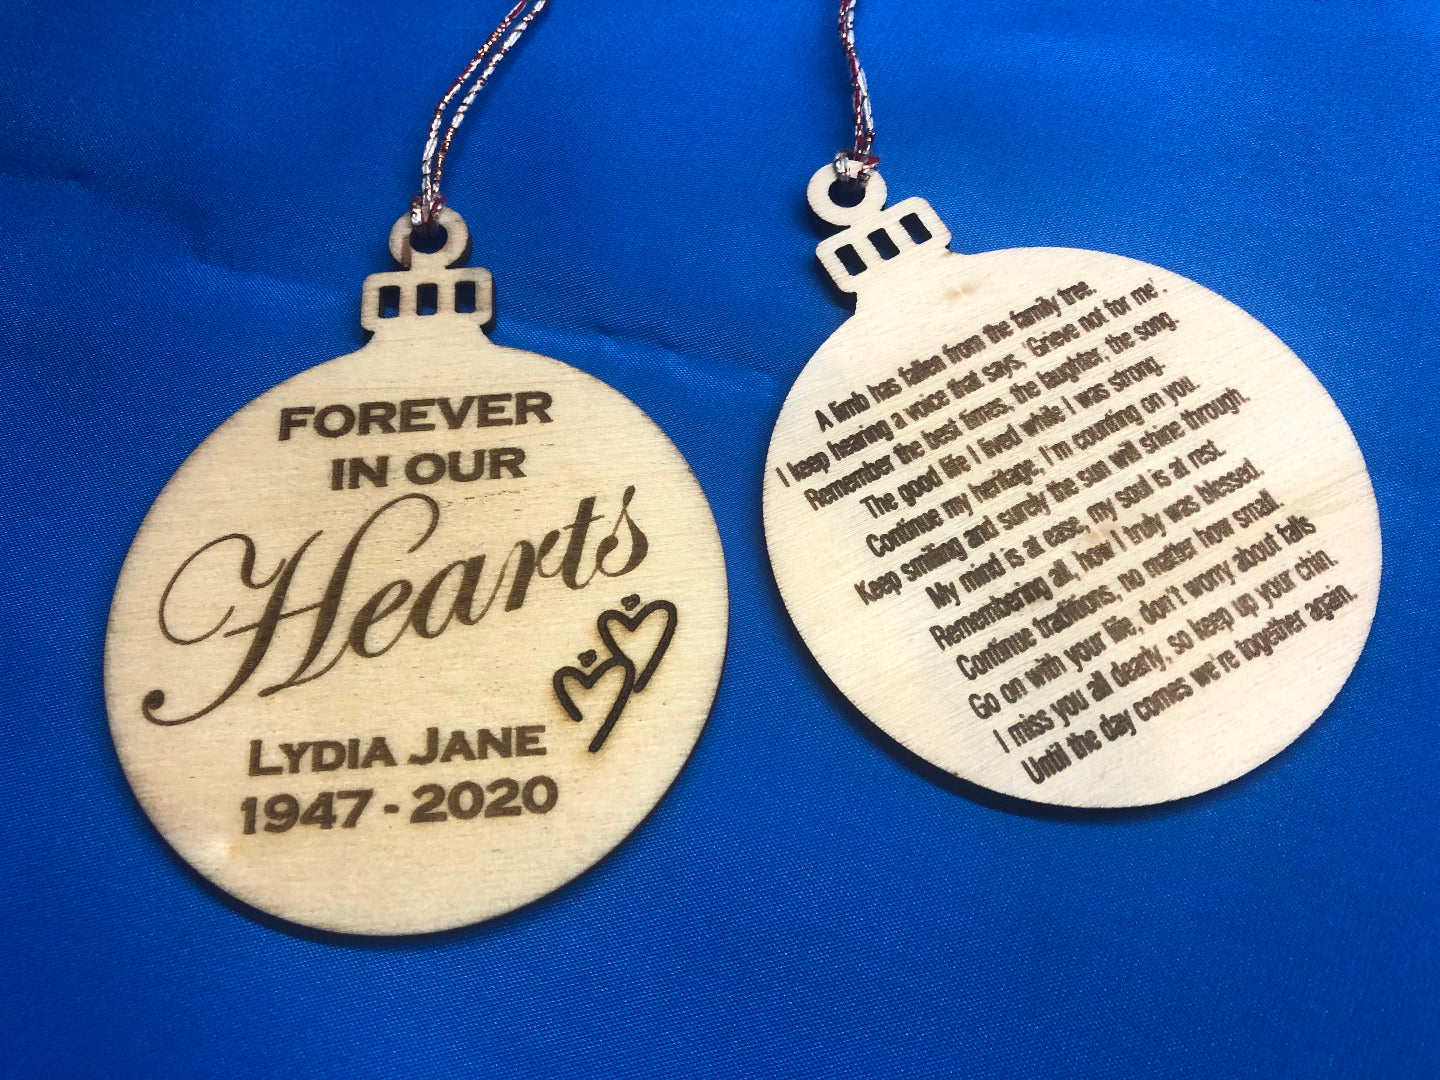 FOREVER
IN OUR
Hearts
LYDIA JANE
1947 - 2020
A limb has fallen from the family tree.
I keep hearing a voice that says, 'Grieve not for me'.
Remember the best times, the laughter, the song.
The good life I lived while I was strong.
Continue my heritage, I'm counting on you.
Keep smiling and surely the sun will shine through.
My mind is at ease, my soul is at rest.
Remembering all, how I truly was blessed.
Continue traditions, no matter how small.
Go on with your life, don't worry about falls
I miss you all dearly, so keep up your chin.
Until the day comes we're together again.